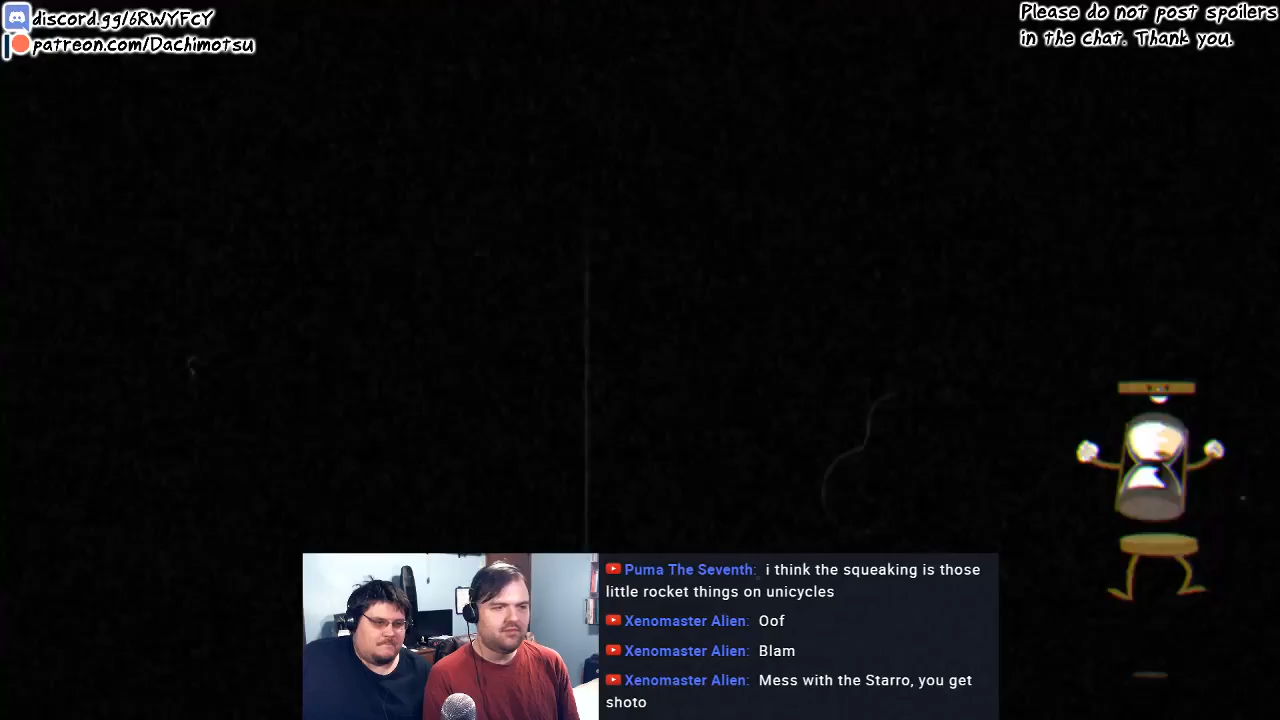 discord.gg/6RWYFcY
patreon.com/Dachimotsu
Please do not post spoilers
in the chat. Thank you.
Puma The Seventh: i think the squeaking is those
little rocket things on unicycles
Xenomaster Alien: Oof
Xenomaster Alien: Blam
Xenomaster Alien: Mess with the Starro, you get
shoto